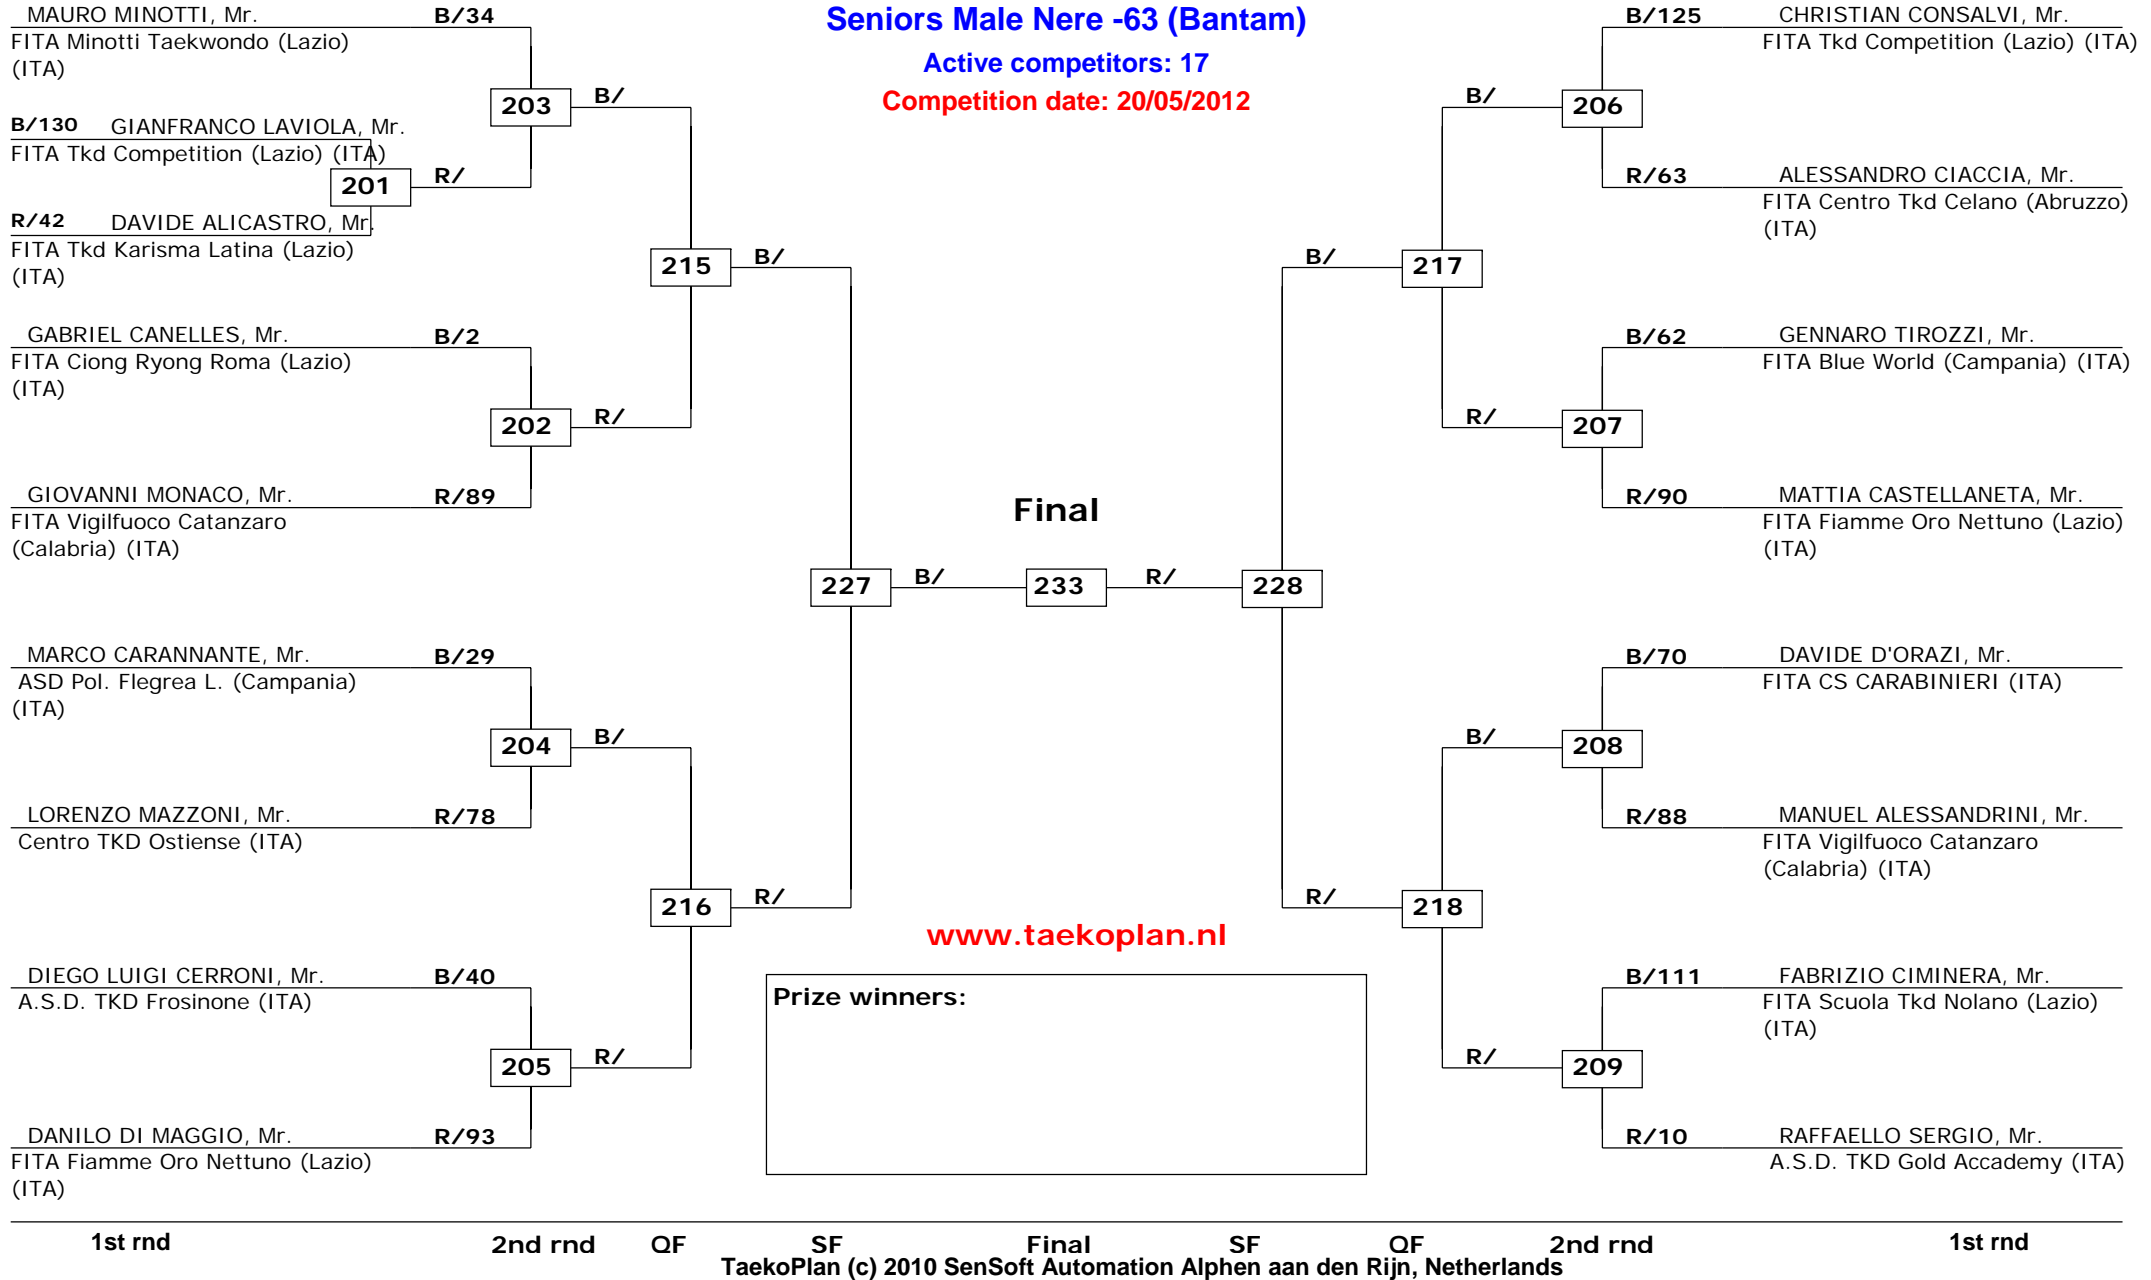 Seniors Male Nere -63 (Bantam)
Active competitors: 17
Competition date: 20/05/2012
MAURO MINOTTI, Mr. B/34
FITA Minotti Taekwondo (Lazio)
(ITA)
203 B/
B/130 GIANFRANCO LAVIOLA, Mr.
FITA Tkd Competition (Lazio) (ITA)
201 R/
R/42 DAVIDE ALICASTRO, Mr.
FITA Tkd Karisma Latina (Lazio)
(ITA)
215 B/
GABRIEL CANELLES, Mr. B/2
FITA Ciong Ryong Roma (Lazio)
(ITA)
202 R/
GIOVANNI MONACO, Mr. R/89
FITA Vigilfuoco Catanzaro
(Calabria) (ITA)
MARCO CARANNANTE, Mr. B/29
ASD Pol. Flegrea L. (Campania)
(ITA)
204 B/
LORENZO MAZZONI, Mr. R/78
Centro TKD Ostiense (ITA)
216 R/
DIEGO LUIGI CERRONI, Mr. B/40
A.S.D. TKD Frosinone (ITA)
205 R/
DANILO DI MAGGIO, Mr. R/93
FITA Fiamme Oro Nettuno (Lazio)
(ITA)
Final
227 B/ 233 R/ 228
B/125 CHRISTIAN CONSALVI, Mr.
FITA Tkd Competition (Lazio) (ITA)
B/ 206
R/63 ALESSANDRO CIACCIA, Mr.
FITA Centro Tkd Celano (Abruzzo)
(ITA)
B/ 217
B/62 GENNARO TIROZZI, Mr.
FITA Blue World (Campania) (ITA)
R/ 207
R/90 MATTIA CASTELLANETA, Mr.
FITA Fiamme Oro Nettuno (Lazio)
(ITA)
B/70 DAVIDE D'ORAZI, Mr.
FITA CS CARABINIERI (ITA)
B/ 208
R/88 MANUEL ALESSANDRINI, Mr.
FITA Vigilfuoco Catanzaro
(Calabria) (ITA)
R/ 218
B/111 FABRIZIO CIMINERA, Mr.
FITA Scuola Tkd Nolano (Lazio)
(ITA)
R/ 209
R/10 RAFFAELLO SERGIO, Mr.
A.S.D. TKD Gold Accademy (ITA)
www.taekoplan.nl
Prize winners:
1st rnd 2nd rnd QF SF Final SF QF 2nd rnd 1st rnd
TaekoPlan (c) 2010 SenSoft Automation Alphen aan den Rijn, Netherlands